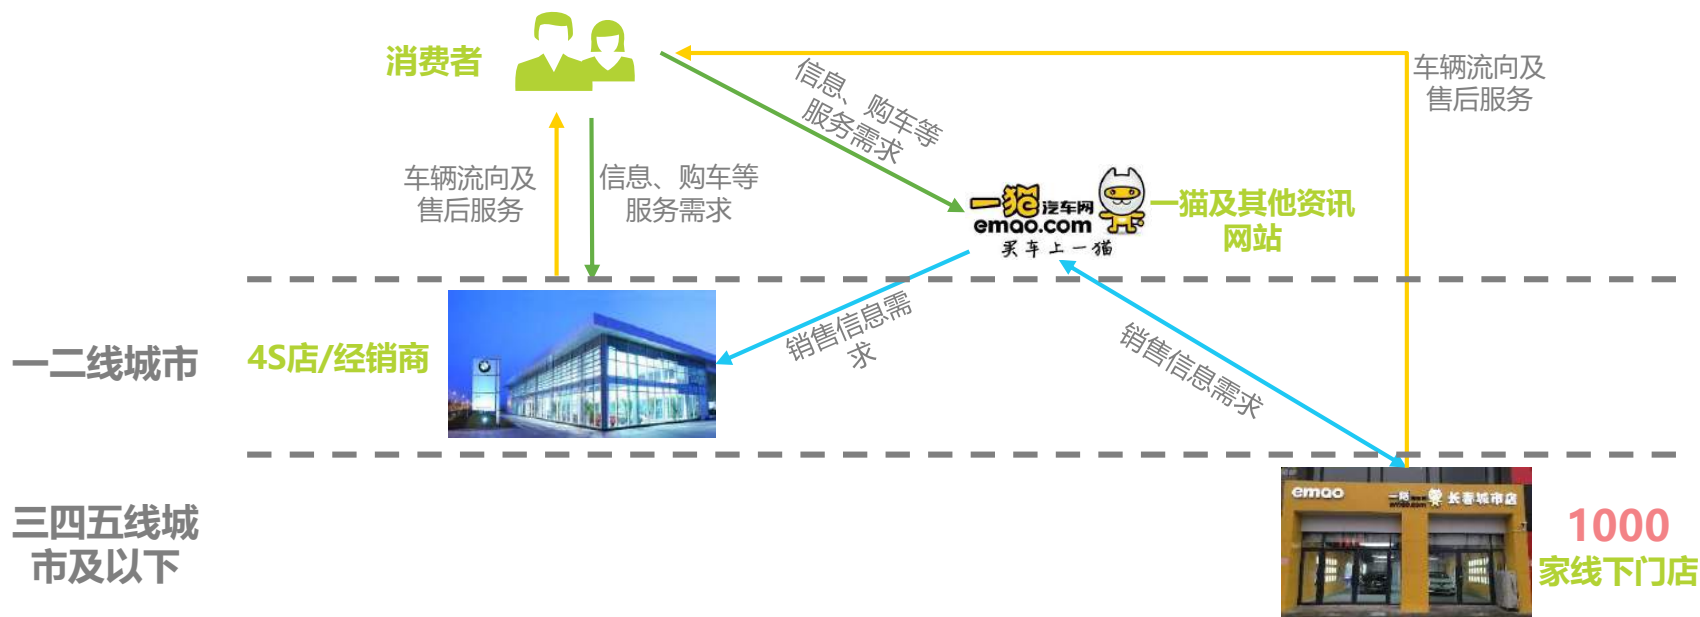 消费者
车辆流向及
售后服务
信息、购车等
服务需求
信息、购车等
服务需求
车辆流向及
售后服务
一猫汽车网
emao.com
买车上一猫
一猫及其他资讯
网站
一二线城市
4S店/经销商
销售信息需
求
销售信息需求
三四五线城
市及以下
emao
一猫
emao.com
长春城市店
1000
家线下门店